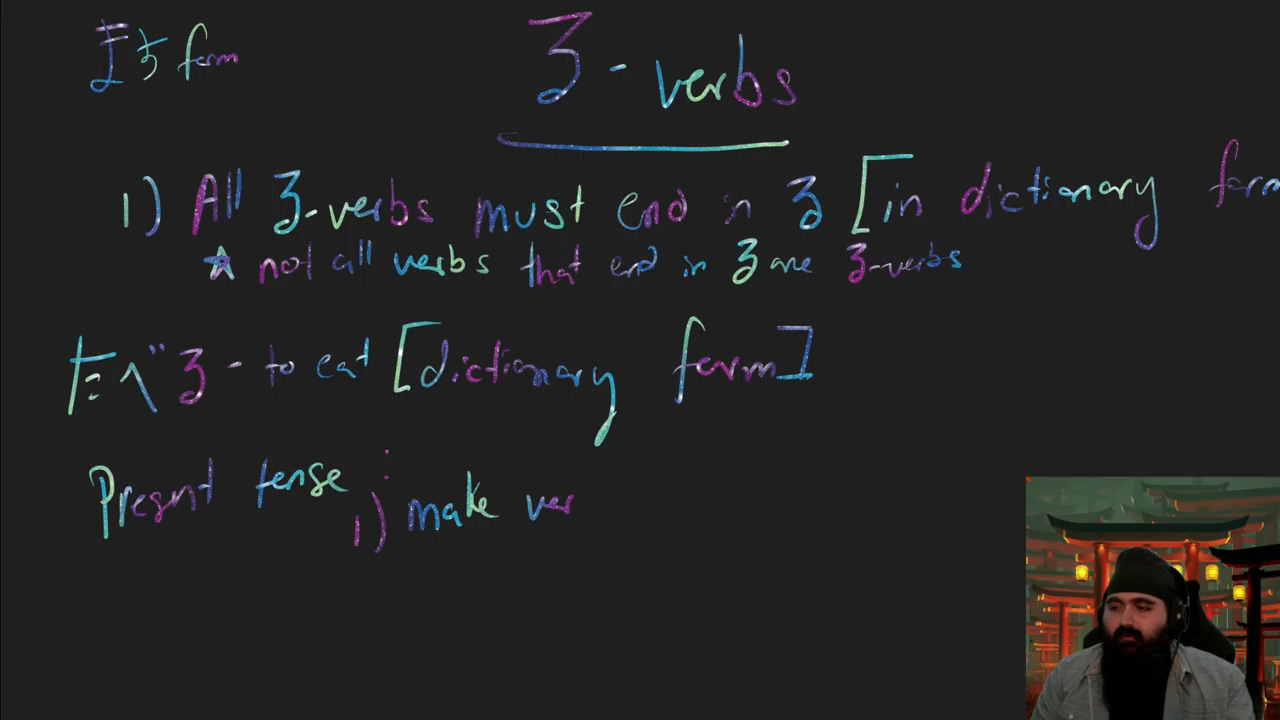 ます form
る - verbs
1) All る-verbs must end in る [in dictionary form
☆ not all verbs that end in る are る-verbs
たべる - to eat [dictionary form]
Present tense :
1) make ver